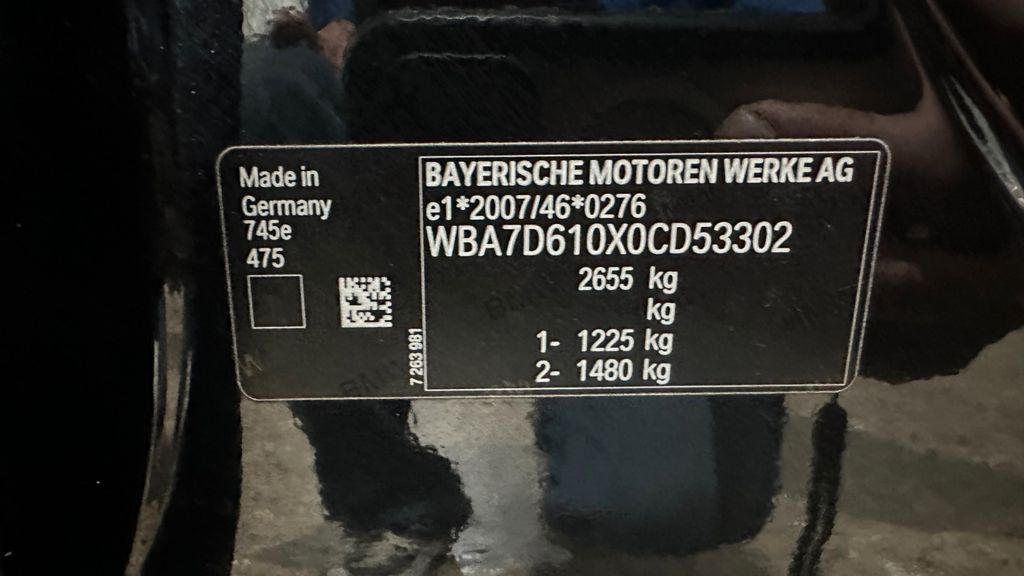 Made in
Germany
745e
475
7 263 981
BAYERISCHE MOTOREN WERKE AG
e1*2007/46*0276
WBA7D610X0CD53302
2655 kg
kg
1- 1225 kg
2- 1480 kg